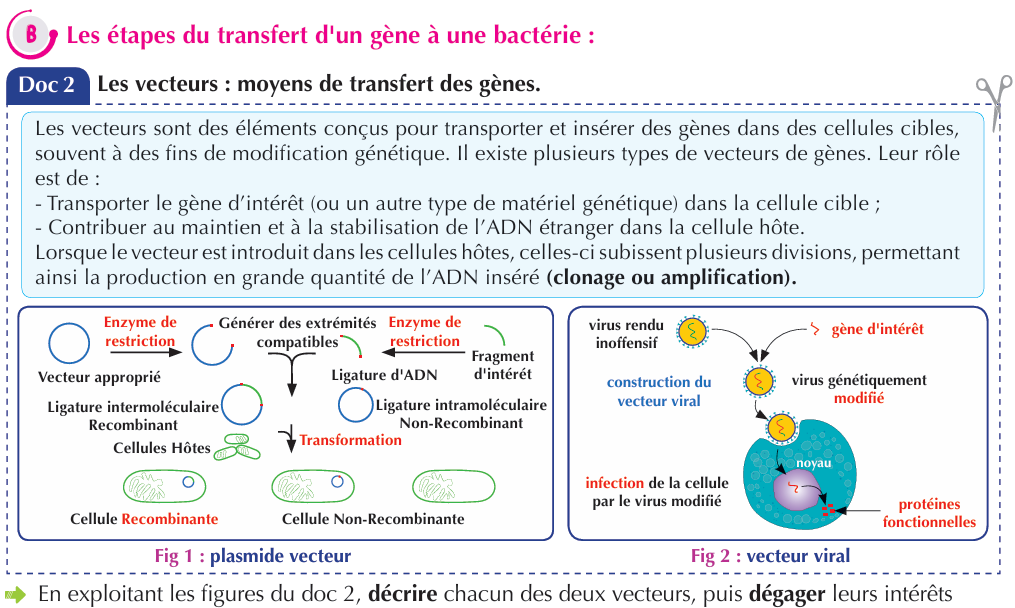 B Les étapes du transfert d'un gène à une bactérie :
Doc 2 Les vecteurs : moyens de transfert des gènes.
Les vecteurs sont des éléments conçus pour transporter et insérer des gènes dans des cellules cibles,
souvent à des fins de modification génétique. Il existe plusieurs types de vecteurs de gènes. Leur rôle
est de :
- Transporter le gène d'intérêt (ou un autre type de matériel génétique) dans la cellule cible ;
- Contribuer au maintien et à la stabilisation de l'ADN étranger dans la cellule hôte.
Lorsque le vecteur est introduit dans les cellules hôtes, celles-ci subissent plusieurs divisions, permettant
ainsi la production en grande quantité de l'ADN inséré (clonage ou amplification).
Enzyme de
restriction
Générer des extrémités
compatibles
Enzyme de
restriction
Vecteur approprié
Ligature d'ADN
Fragment
d'intérét
Ligature intermoléculaire
Recombinant
Ligature intramoléculaire
Non-Recombinant
Cellules Hôtes
Transformation
Cellule Recombinante
Cellule Non-Recombinante
Fig 1 : plasmide vecteur
virus rendu
inoffensif
gène d'intérêt
construction du
vecteur viral
virus génétiquement
modifié
noyau
infection de la cellule
par le virus modifié
protéines
fonctionnelles
Fig 2 : vecteur viral
En exploitant les figures du doc 2, décrire chacun des deux vecteurs, puis dégager leurs intérêts